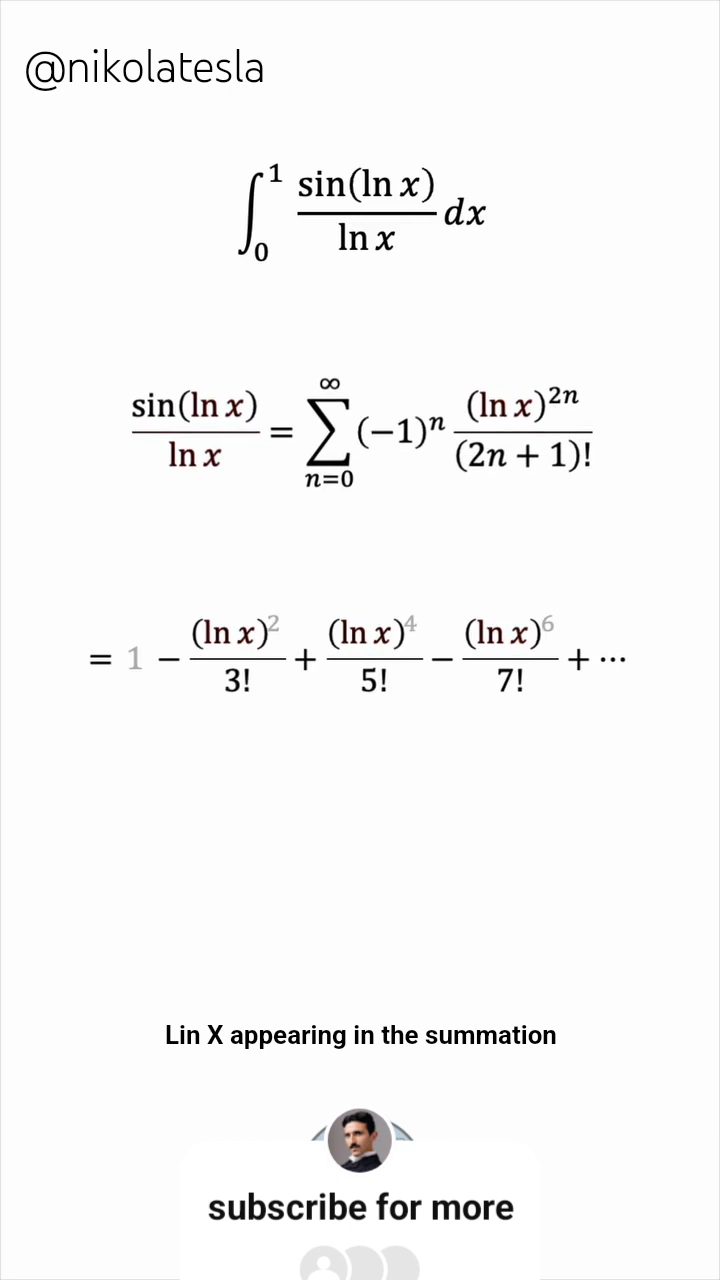 @nikolatesla
∫₀¹ sin(ln x)/ln x dx
sin(ln x)/ln x = ∑ₙ₌₀^∞ (−1)ⁿ (ln x)²ⁿ/(2n + 1)!
= 1 − (ln x)²/3! + (ln x)⁴/5! − (ln x)⁶/7! + ⋯
Lin X appearing in the summation
subscribe for more